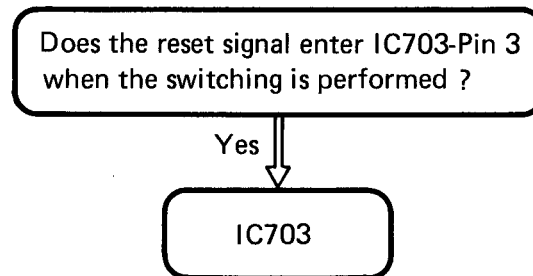 Does the reset signal enter IC703-Pin 3
when the switching is performed ?
Yes
IC703